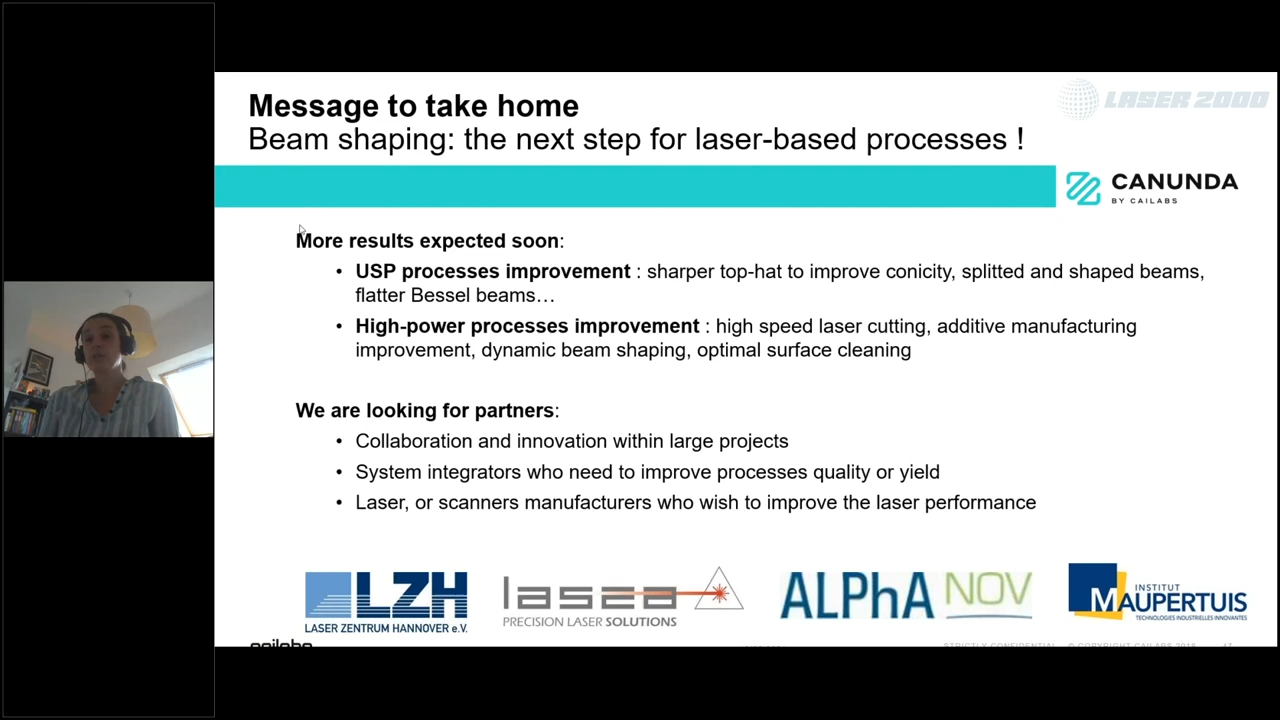 Message to take home
LASER 2000
Beam shaping: the next step for laser-based processes !
CANUNDA
BY CAILABS
More results expected soon:
• USP processes improvement : sharper top-hat to improve conicity, splitted and shaped beams,
flatter Bessel beams…
• High-power processes improvement : high speed laser cutting, additive manufacturing
improvement, dynamic beam shaping, optimal surface cleaning
We are looking for partners:
• Collaboration and innovation within large projects
• System integrators who need to improve processes quality or yield
• Laser, or scanners manufacturers who wish to improve the laser performance
LZH
LASER ZENTRUM HANNOVER e.V.
lasea
PRECISION LASER SOLUTIONS
ALPhANOV
INSTITUT
MAUPERTUIS
TECHNOLOGIES INDUSTRIELLES INNOVANTES
cailabs
STRICTLY CONFIDENTIAL © COPYRIGHT CAILABS